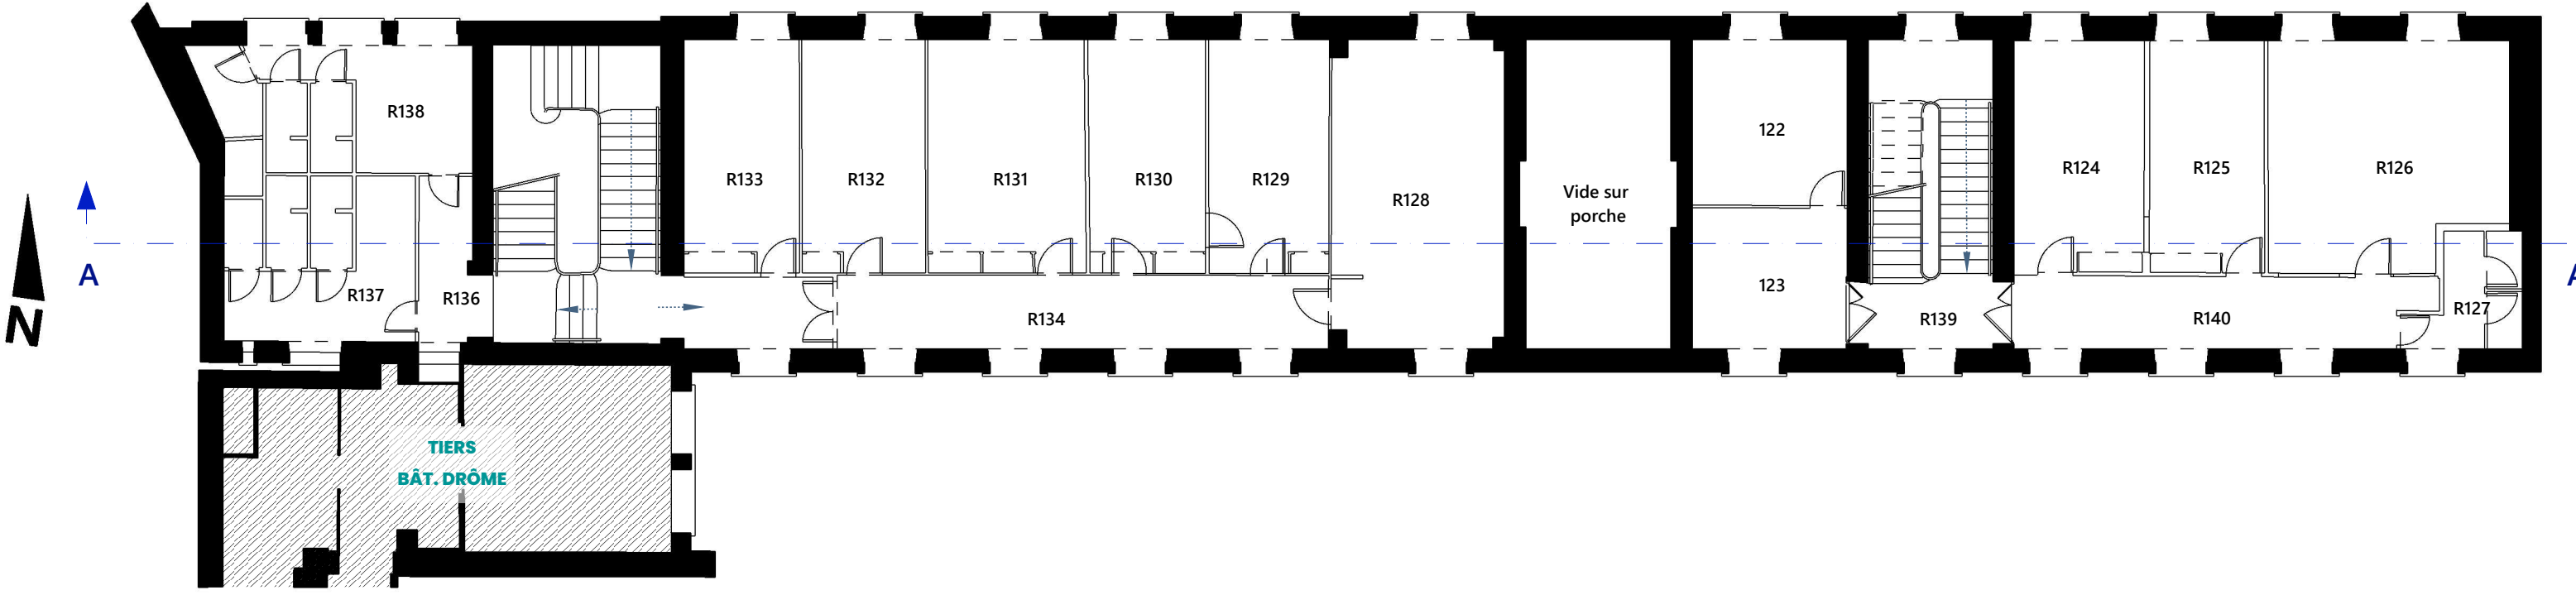 R138
R133
R132
R131
R130
R129
R128
Vide sur
porche
122
123
R124
R125
R126
R127
R137
R136
R134
R139
R140
A
A
N
TIERS
BÂT. DRÔME